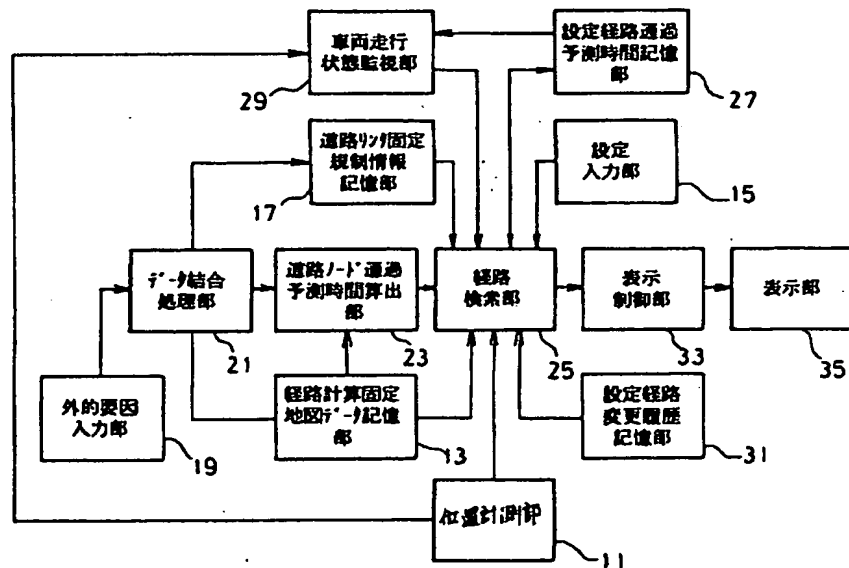 車両走行
状態監視部
29
設定経路通過
予測時間記憶
部
27
道路リンク固定
規制情報
記憶部
17
設定
入力部
15
データ結合
処理部
21
道路ノード通過
予測時間算出
部
23
経路
検索部
25
表示
制御部
33
表示部
35
外的要因
入力部
19
経路計算固定
地図データ記憶
部
13
設定経路
変更履歴
記憶部
31
位置計測部
11